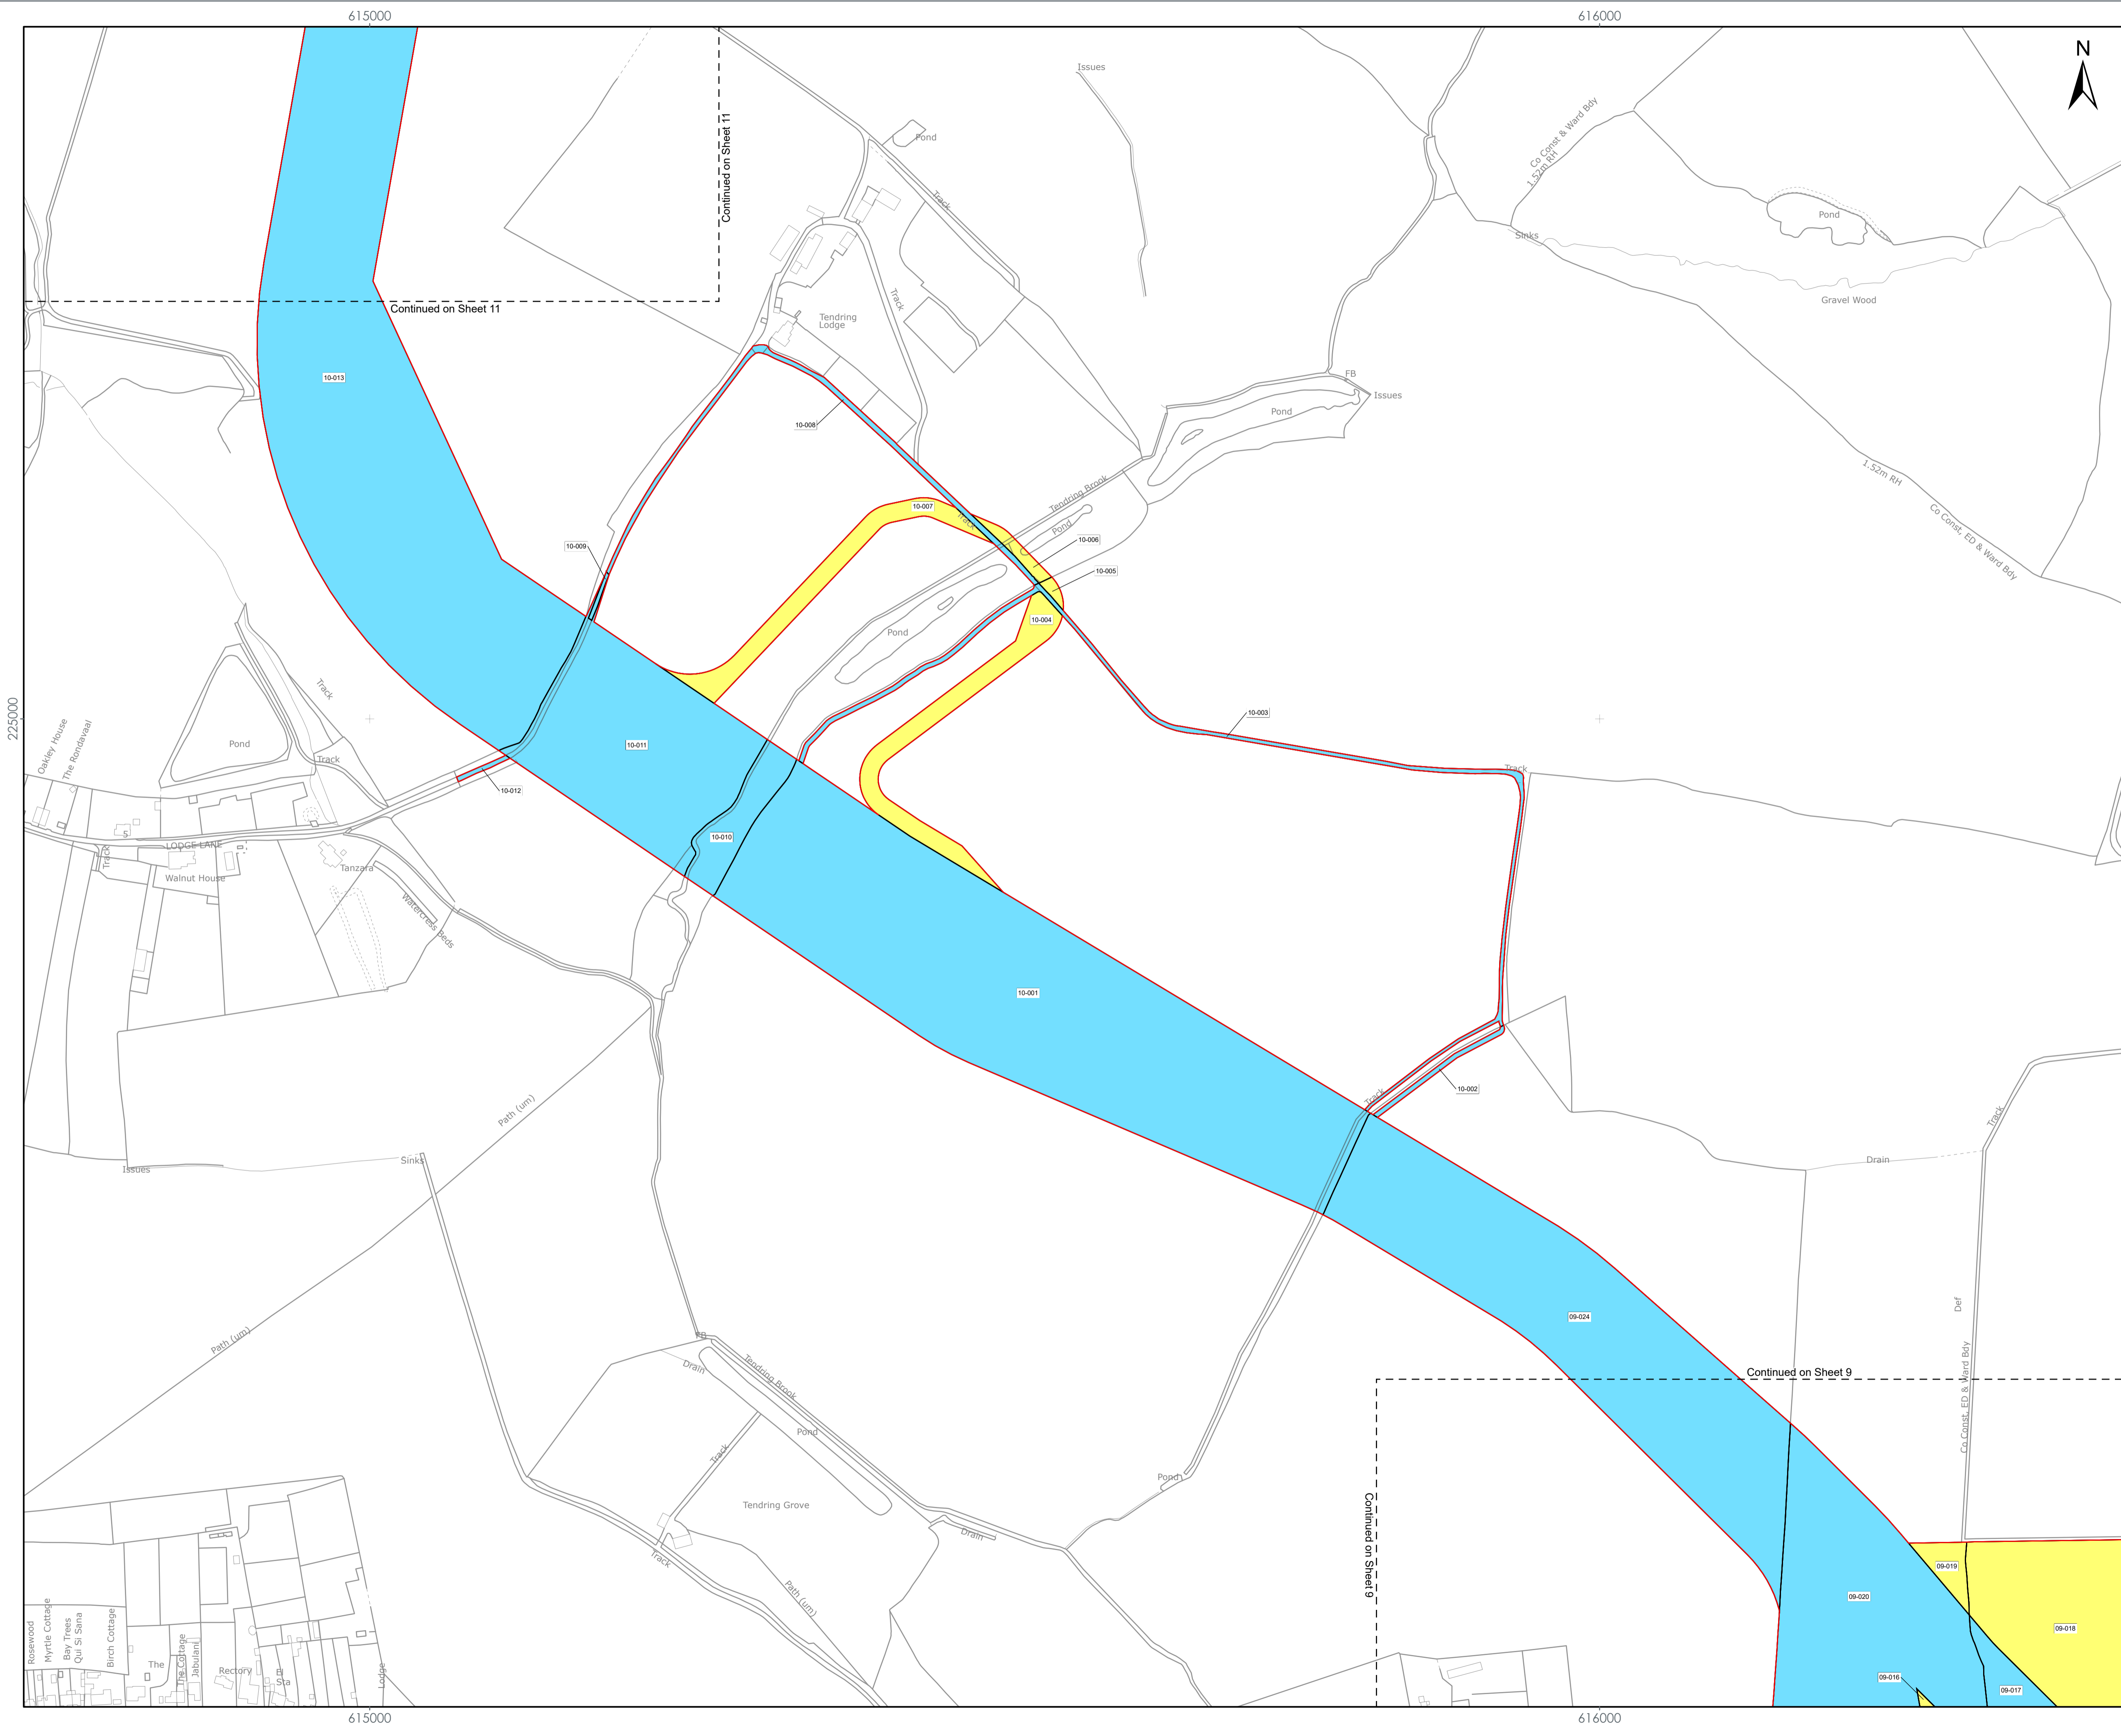 615000
616000
N
Issues
Continued on Sheet 11
Pond
Co Const & Ward Bdy
1.52m RH
Track
Pond
Sinks
Gravel Wood
Track
Continued on Sheet 11
Tendring
Lodge
10-013
FB
Issues
Pond
10-008
1.52m RH
Tendring Brook
10-007
Track
Pond
Co Const, ED & Ward Bdy
10-009
10-006
10-005
10-004
Pond
Track
225000
Oakley House
The Rondavaal
Pond
10-011
10-003
Track
Track
10-012
5
10-010
LODGE LANE
Track
Walnut House
Tanzara
Watercress Beds
10-001
10-002
Track
Path (um)
Track
Sinks
Issues
Drain
Def
09-024
Path (um)
FB
Drain
Tendring Brook
Continued on Sheet 9
Co Const, ED & Ward Bdy
Pond
Track
Pond
Tendring Grove
Drain
Continued on Sheet 9
Track
Path (um)
09-019
09-020
09-018
Rosewood
Myrtle Cottage
Bay Trees
Qui Si Sana
Birch Cottage
The
The Cottage
Jabulani
Rectory
El
Sta
Lodge
09-016
09-017
615000
616000